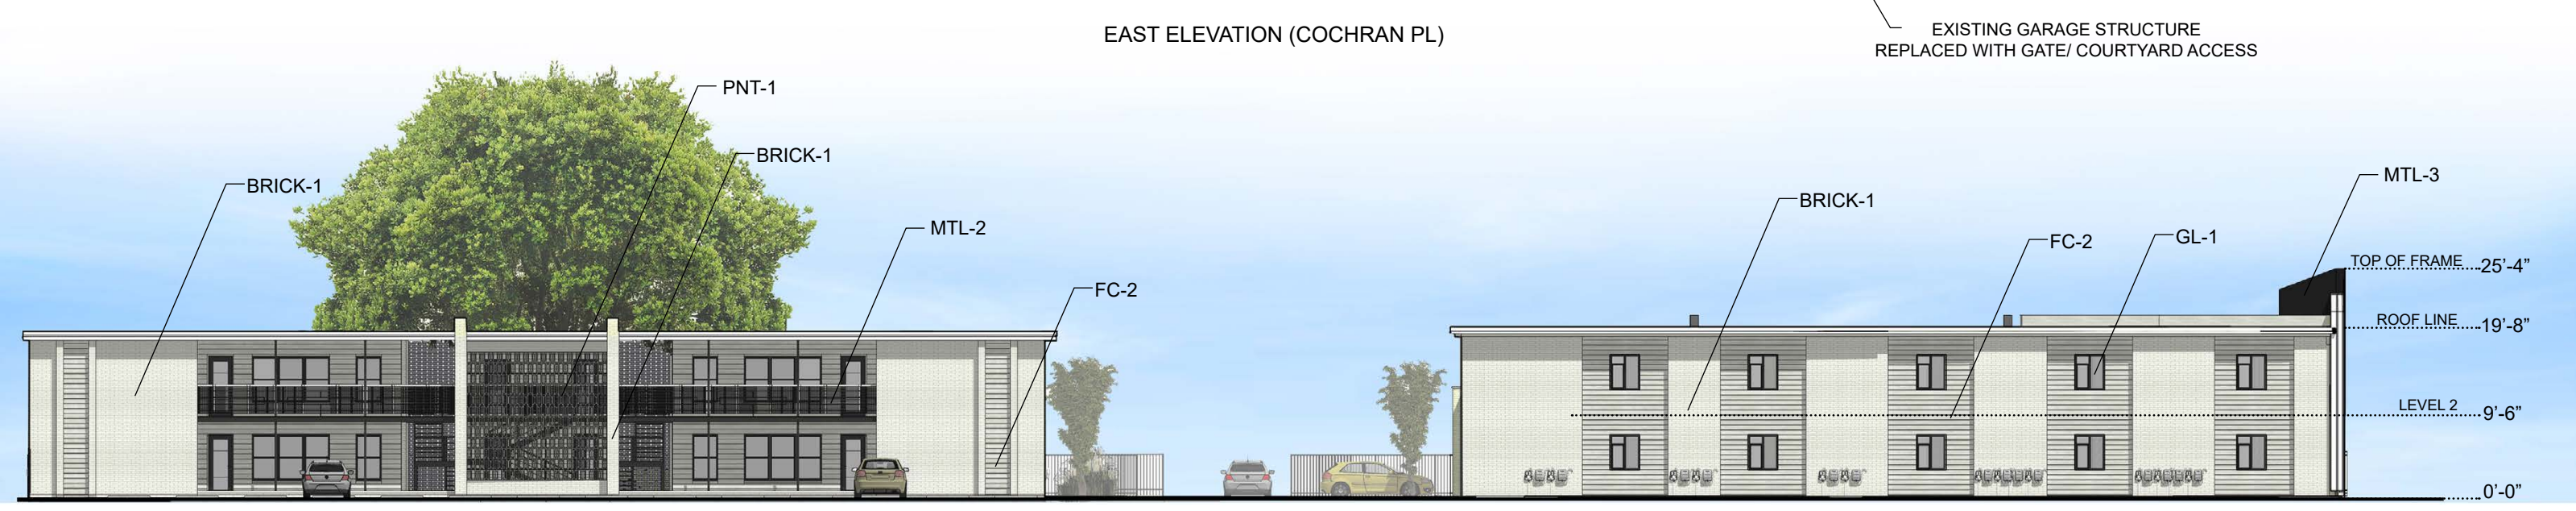 EAST ELEVATION (COCHRAN PL)
EXISTING GARAGE STRUCTURE
REPLACED WITH GATE/ COURTYARD ACCESS
PNT-1
BRICK-1
BRICK-1
MTL-2
FC-2
BRICK-1
FC-2
GL-1
MTL-3
TOP OF FRAME 25'-4”
ROOF LINE 19'-8”
LEVEL 2 9'-6”
0'-0”